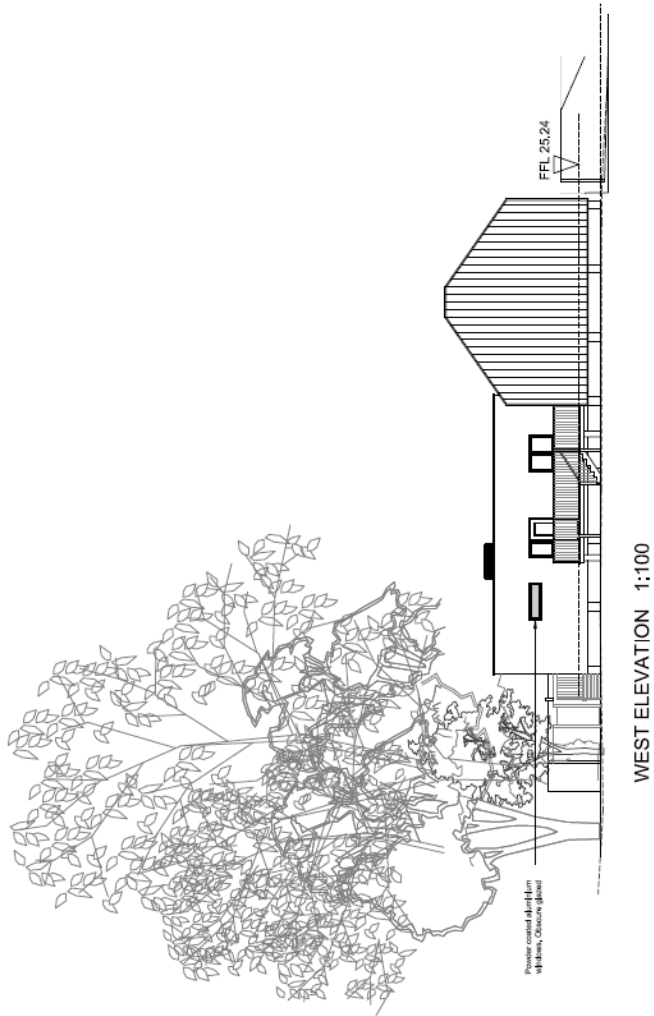 Powder coated aluminium
windows, Obscure glazed
FFL 25.24
WEST ELEVATION 1:100